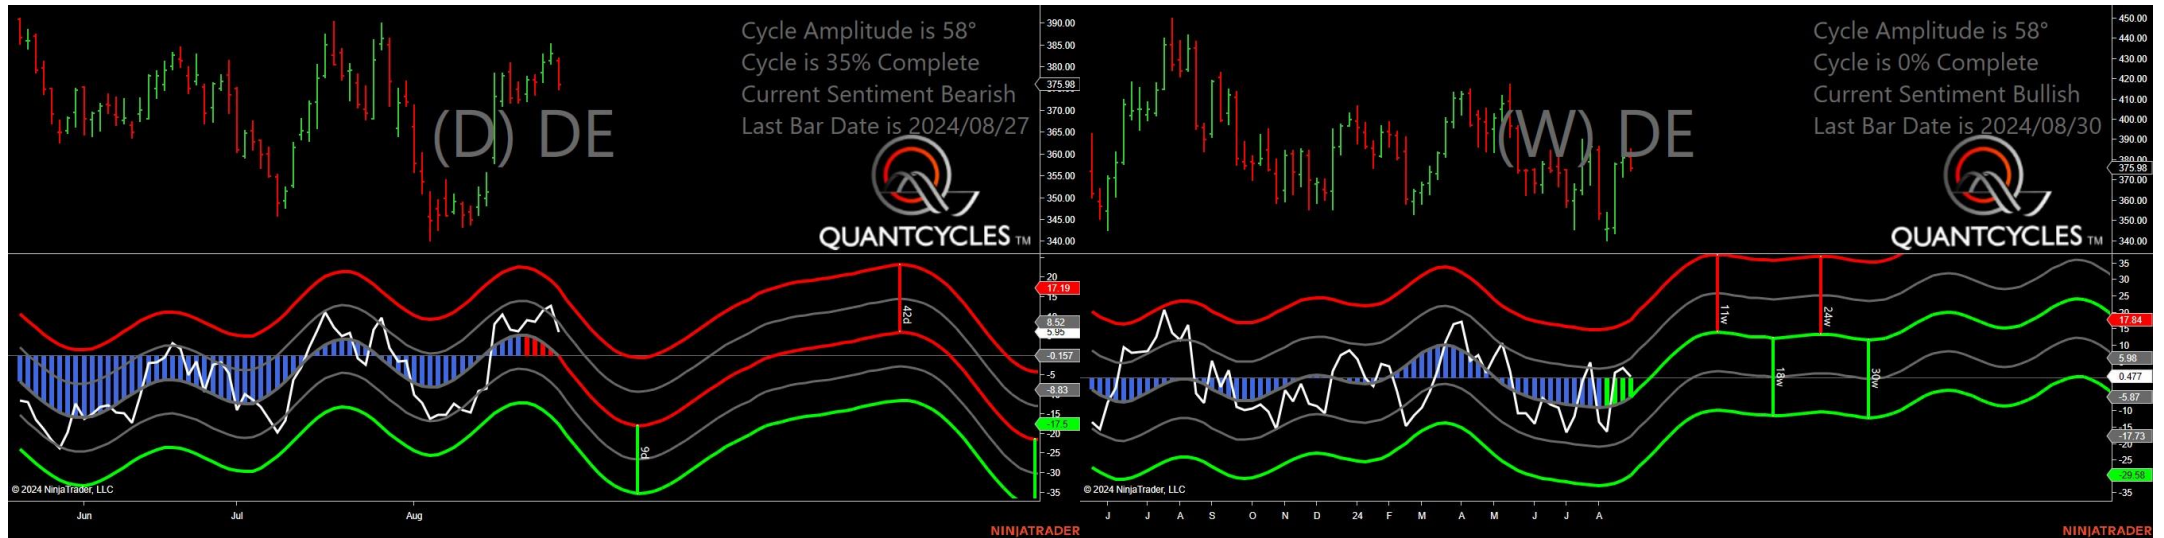 Cycle Amplitude is 58°
Cycle is 35% Complete
Current Sentiment Bearish
Last Bar Date is 2024/08/27
(D) DE
QUANTCYCLES TM
390.00
385.00
375.98
370.00
365.00
360.00
355.00
350.00
345.00
340.00
20
17.19
15
8.52
5.95
-0.157
-5
-8.83
-15
-17.5
-20
-25
-30
-35
42d
9d
© 2024 NinjaTrader, LLC
Jun Jul Aug
NINJATRADER
Cycle Amplitude is 58°
Cycle is 0% Complete
Current Sentiment Bullish
Last Bar Date is 2024/08/30
(W) DE
QUANTCYCLES TM
450.00
440.00
430.00
420.00
410.00
400.00
390.00
380.00
375.98
370.00
360.00
350.00
340.00
35
30
25
20
17.84
15
10
5.98
0.477
-5.87
-10
-15
-17.73
-20
-25
-29.58
-35
11w
24w
18w
30w
© 2024 NinjaTrader, LLC
J J A S O N D 24 F M A M J J A
NINJATRADER